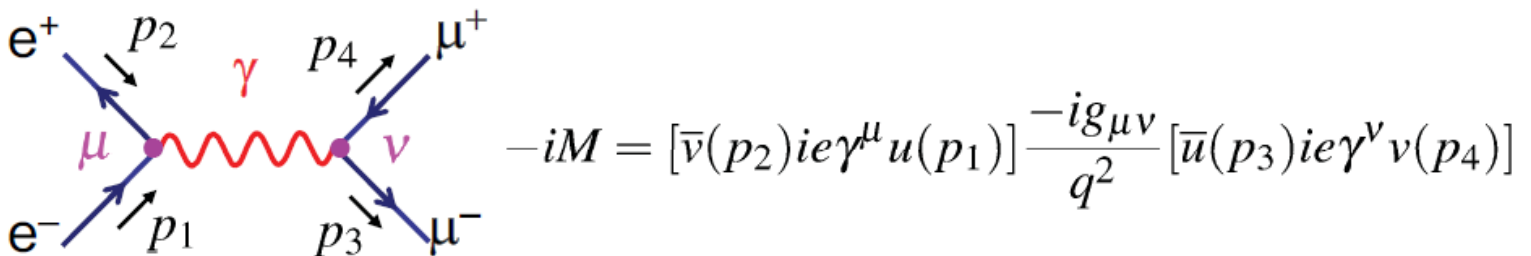 e⁺ p₂ γ p₄ μ⁺
μ ν
e⁻ p₁ p₃ μ⁻
−iM = [v̅(p₂)ieγ^μ u(p₁)] −ig_μν / q² [u̅(p₃)ieγ^ν v(p₄)]